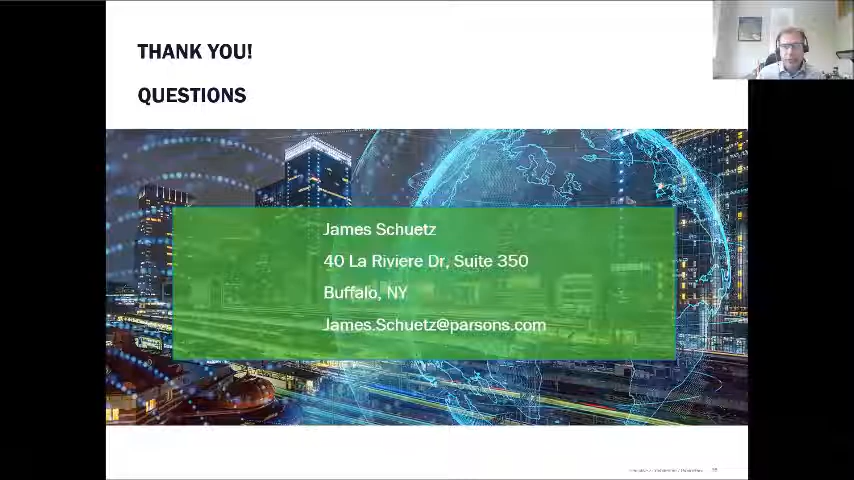 THANK YOU!
QUESTIONS
James Schuetz
40 La Riviere Dr, Suite 350
Buffalo, NY
James.Schuetz@parsons.com